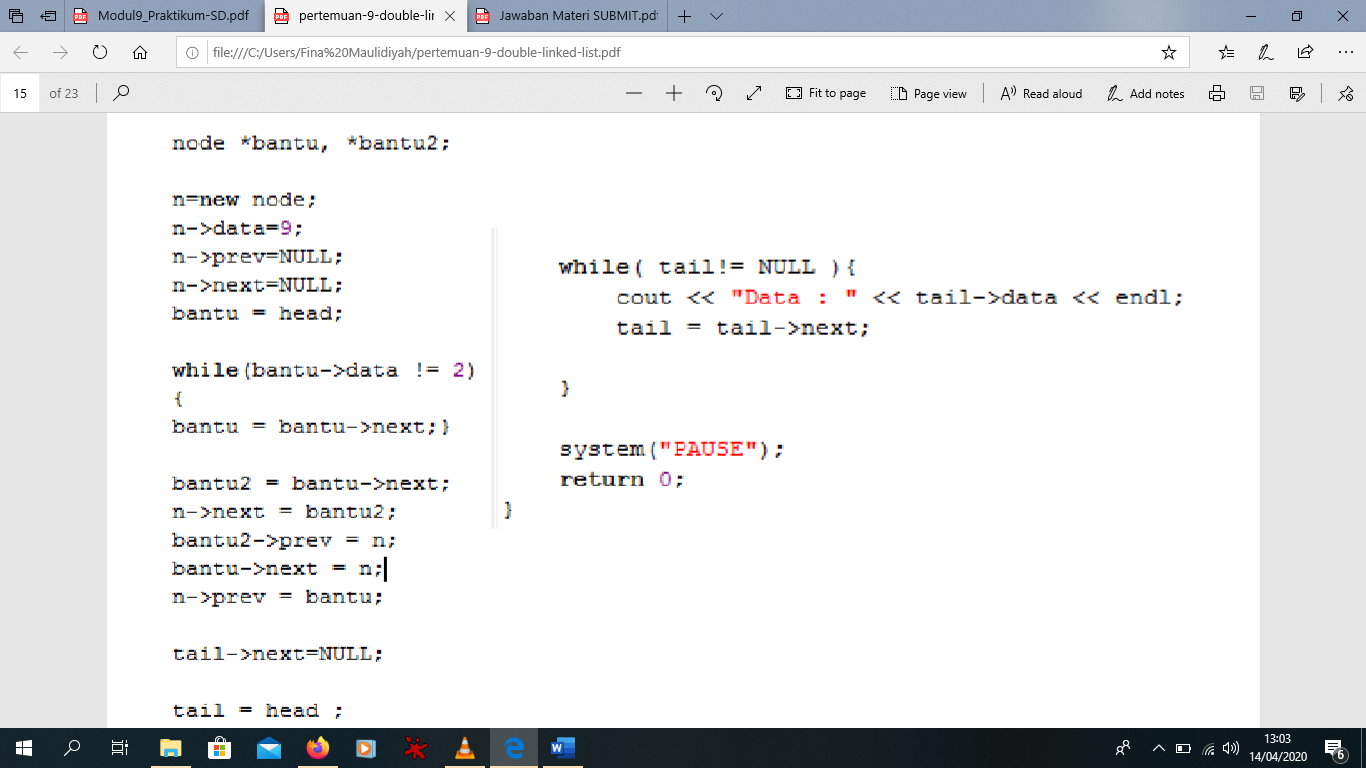 Modul9_Praktikum-SD.pdf
pertemuan-9-double-lin
Jawaban Materi SUBMIT.pdf
file:///C:/Users/Fina%20Maulidiyah/pertemuan-9-double-linked-list.pdf
15 of 23
Fit to page
Page view
Read aloud
Add notes
node *bantu, *bantu2;
n=new node;
n->data=9;
n->prev=NULL;
n->next=NULL;
bantu = head;
while(bantu->data != 2)
{
bantu = bantu->next;}
bantu2 = bantu->next;
n->next = bantu2;
bantu2->prev = n;
bantu->next = n;
n->prev = bantu;
tail->next=NULL;
tail = head ;
while( tail!= NULL ){
cout << "Data : " << tail->data << endl;
tail = tail->next;
}
system("PAUSE");
return 0;
}
13:03
14/04/2020
6